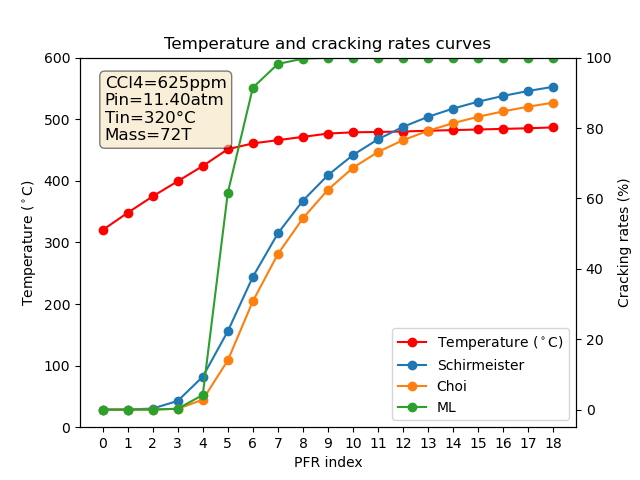 Temperature and cracking rates curves
CCl4=625ppm
Pin=11.40atm
Tin=320°C
Mass=72T
600
500
400
300
200
100
0
Temperature (°C)
100
80
60
40
20
0
Cracking rates (%)
Temperature (°C)
Schirmeister
Choi
ML
0 1 2 3 4 5 6 7 8 9 10 11 12 13 14 15 16 17 18
PFR index